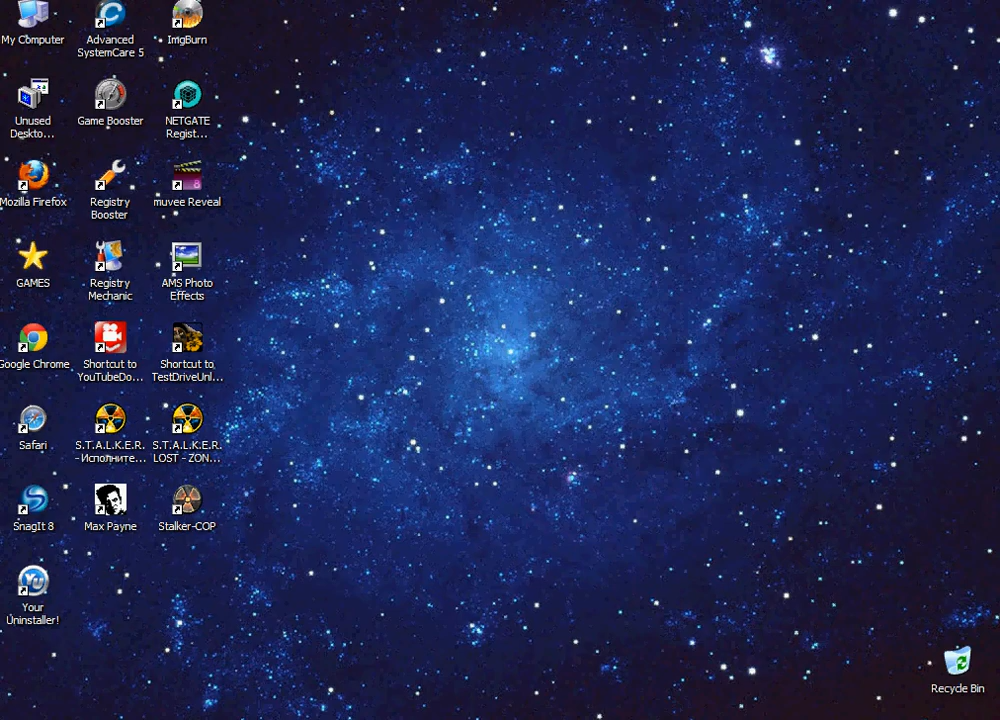 My Computer
Advanced
SystemCare 5
ImgBurn
Unused
Deskto...
Game Booster
NETGATE
Regist...
Mozilla Firefox
Registry
Booster
muvee Reveal
GAMES
Registry
Mechanic
AMS Photo
Effects
Google Chrome
Shortcut to
YouTubeDo...
Shortcut to
TestDriveUnl...
Safari
S.T.A.L.K.E.R.
- Исполните...
S.T.A.L.K.E.R.
LOST - ZON...
SnagIt 8
Max Payne
Stalker-COP
Yu
Your
Uninstaller!
Recycle Bin